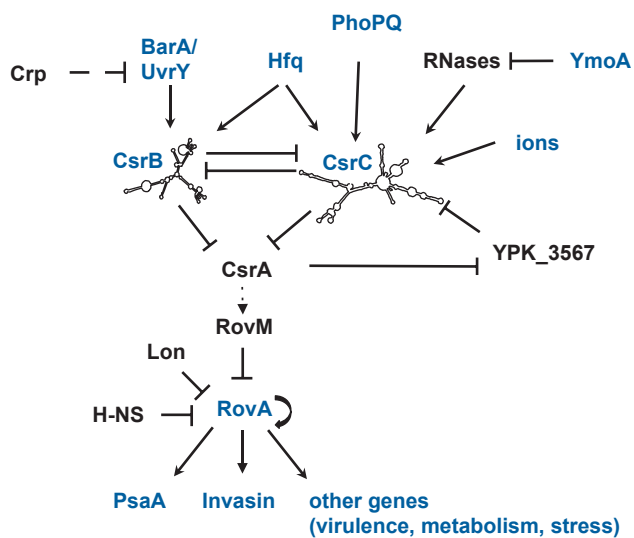 PhoPQ
BarA/
UvrY
Crp
Hfq
RNases
YmoA
ions
CsrB
CsrC
YPK_3567
CsrA
RovM
Lon
H-NS
RovA
PsaA
Invasin
other genes
(virulence, metabolism, stress)